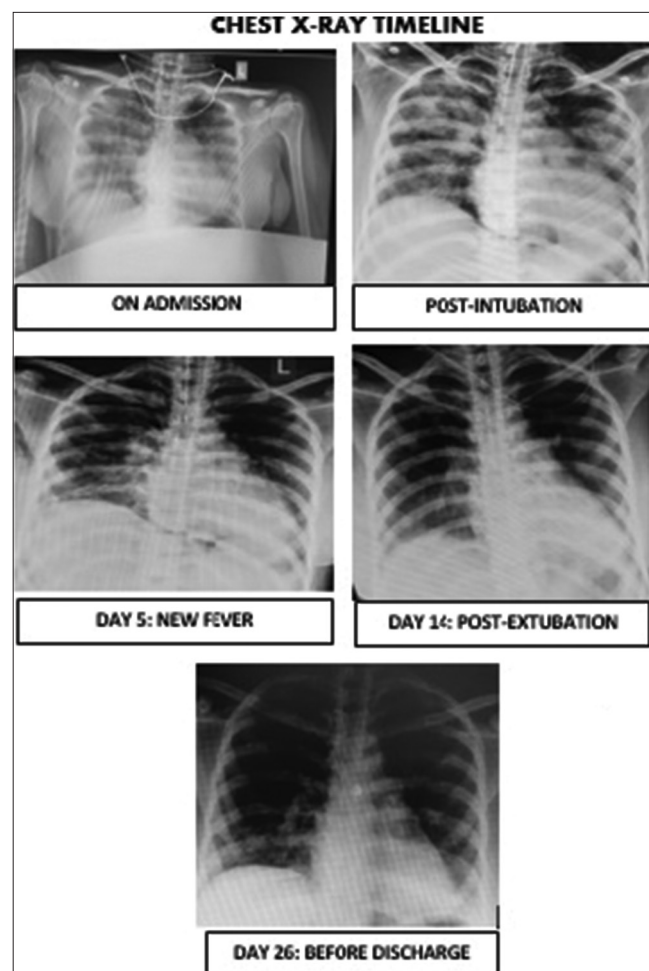 CHEST X-RAY TIMELINE
ON ADMISSION
POST-INTUBATION
L
DAY 5: NEW FEVER
DAY 14: POST-EXTUBATION
DAY 26: BEFORE DISCHARGE